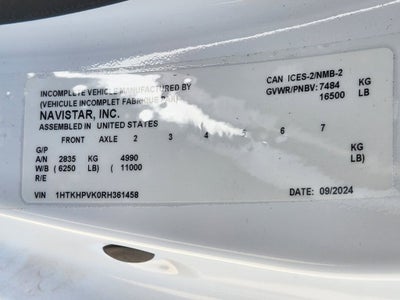 INCOMPLETE VEHICLE MANUFACTURED BY
(VEHICULE INCOMPLET FABRIQUE PAR)
NAVISTAR, INC.
ASSEMBLED IN UNITED STATES
CAN ICES-2/NMB-2
GVWR/PNBV: 7484 KG
16500 LB
FRONT AXLE 2 3 4 5 6 7
G/P
A/N 2835 KG 4990 KG
W/B ( 6250 LB) ( 11000 LB)
R/E
VIN 1HTKHPVK0RH361458
DATE: 09/2024